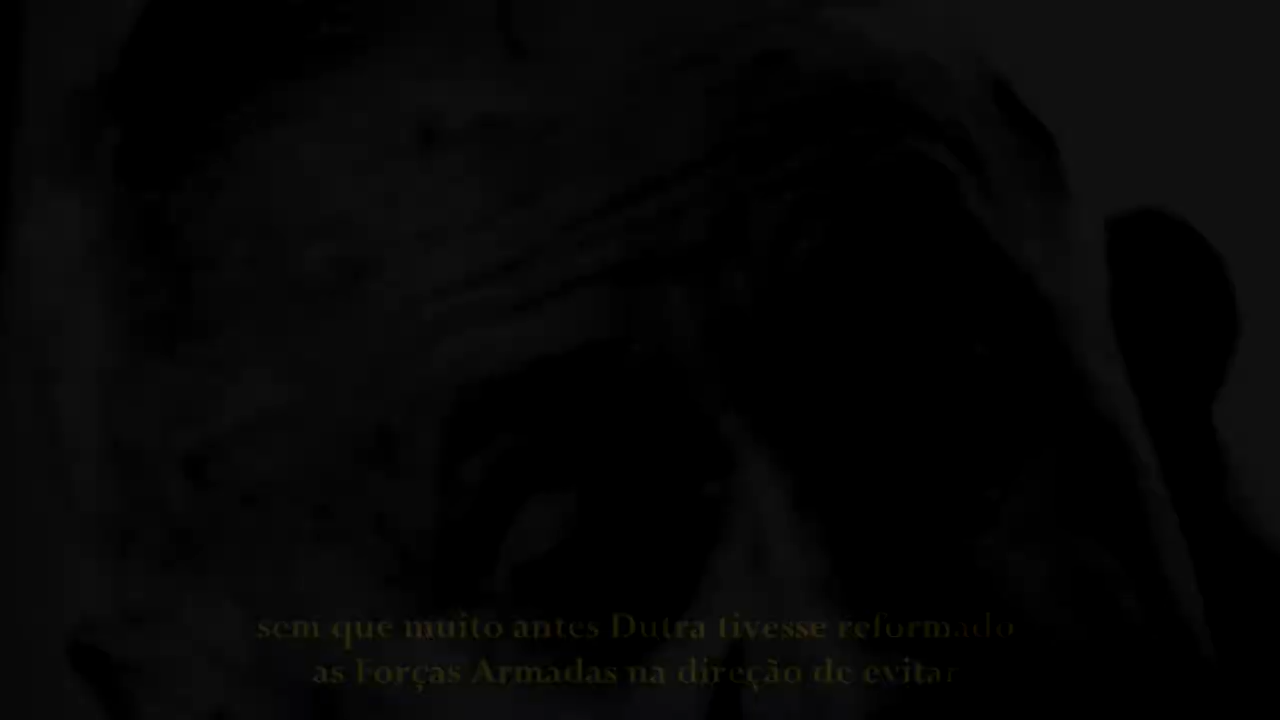 sem que muito antes Dutra tivesse reformado
as Forças Armadas na direção de evitar